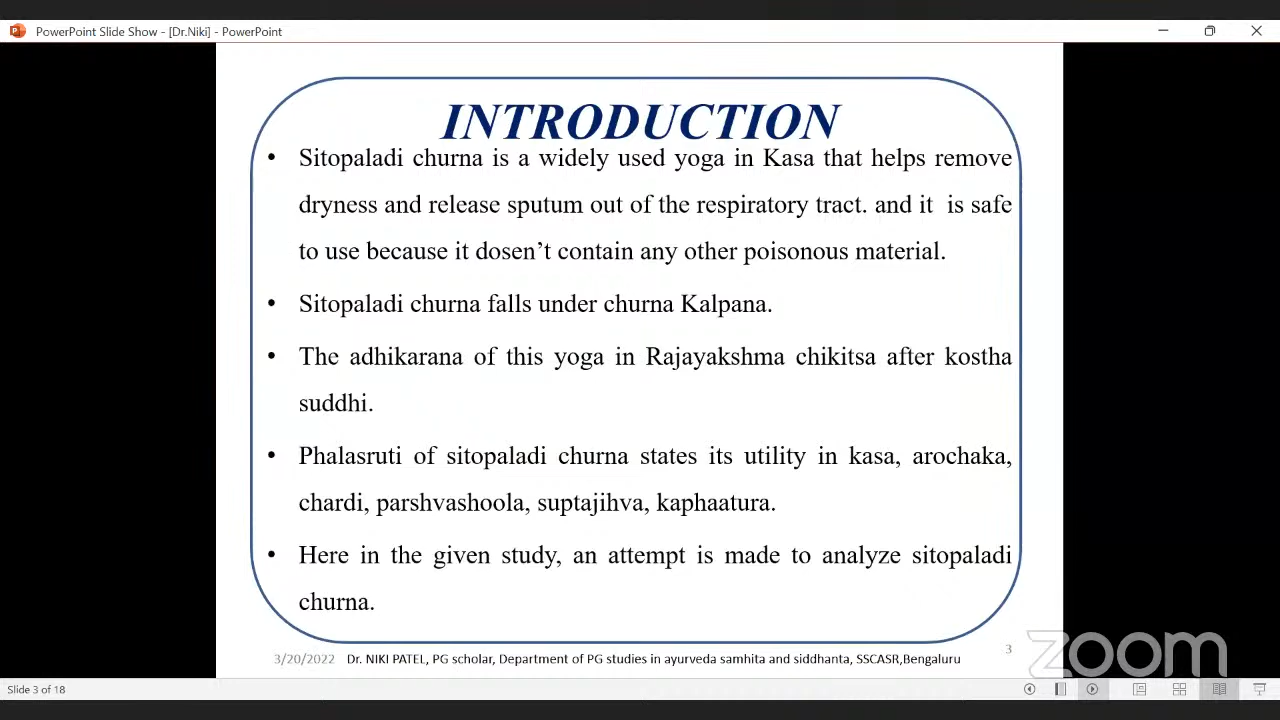 PowerPoint Slide Show - [Dr.Niki] - PowerPoint
INTRODUCTION
• Sitopaladi churna is a widely used yoga in Kasa that helps remove
dryness and release sputum out of the respiratory tract. and it is safe
to use because it dosen’t contain any other poisonous material.
• Sitopaladi churna falls under churna Kalpana.
• The adhikarana of this yoga in Rajayakshma chikitsa after kostha
suddhi.
• Phalasruti of sitopaladi churna states its utility in kasa, arochaka,
chardi, parshvashoola, suptajihva, kaphaatura.
• Here in the given study, an attempt is made to analyze sitopaladi
churna.
3/20/2022 Dr. NIKI PATEL, PG scholar, Department of PG studies in ayurveda samhita and siddhanta, SSCASR,Bengaluru 3
zoom
Slide 3 of 18